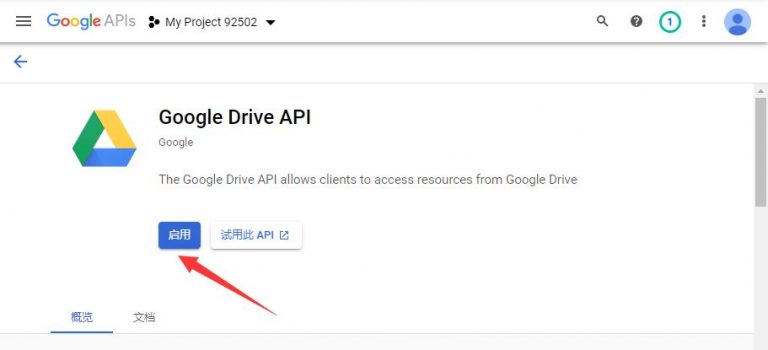 Google APIs My Project 92502 1
Google Drive API
Google
The Google Drive API allows clients to access resources from Google Drive
启用 试用此 API
概览 文档